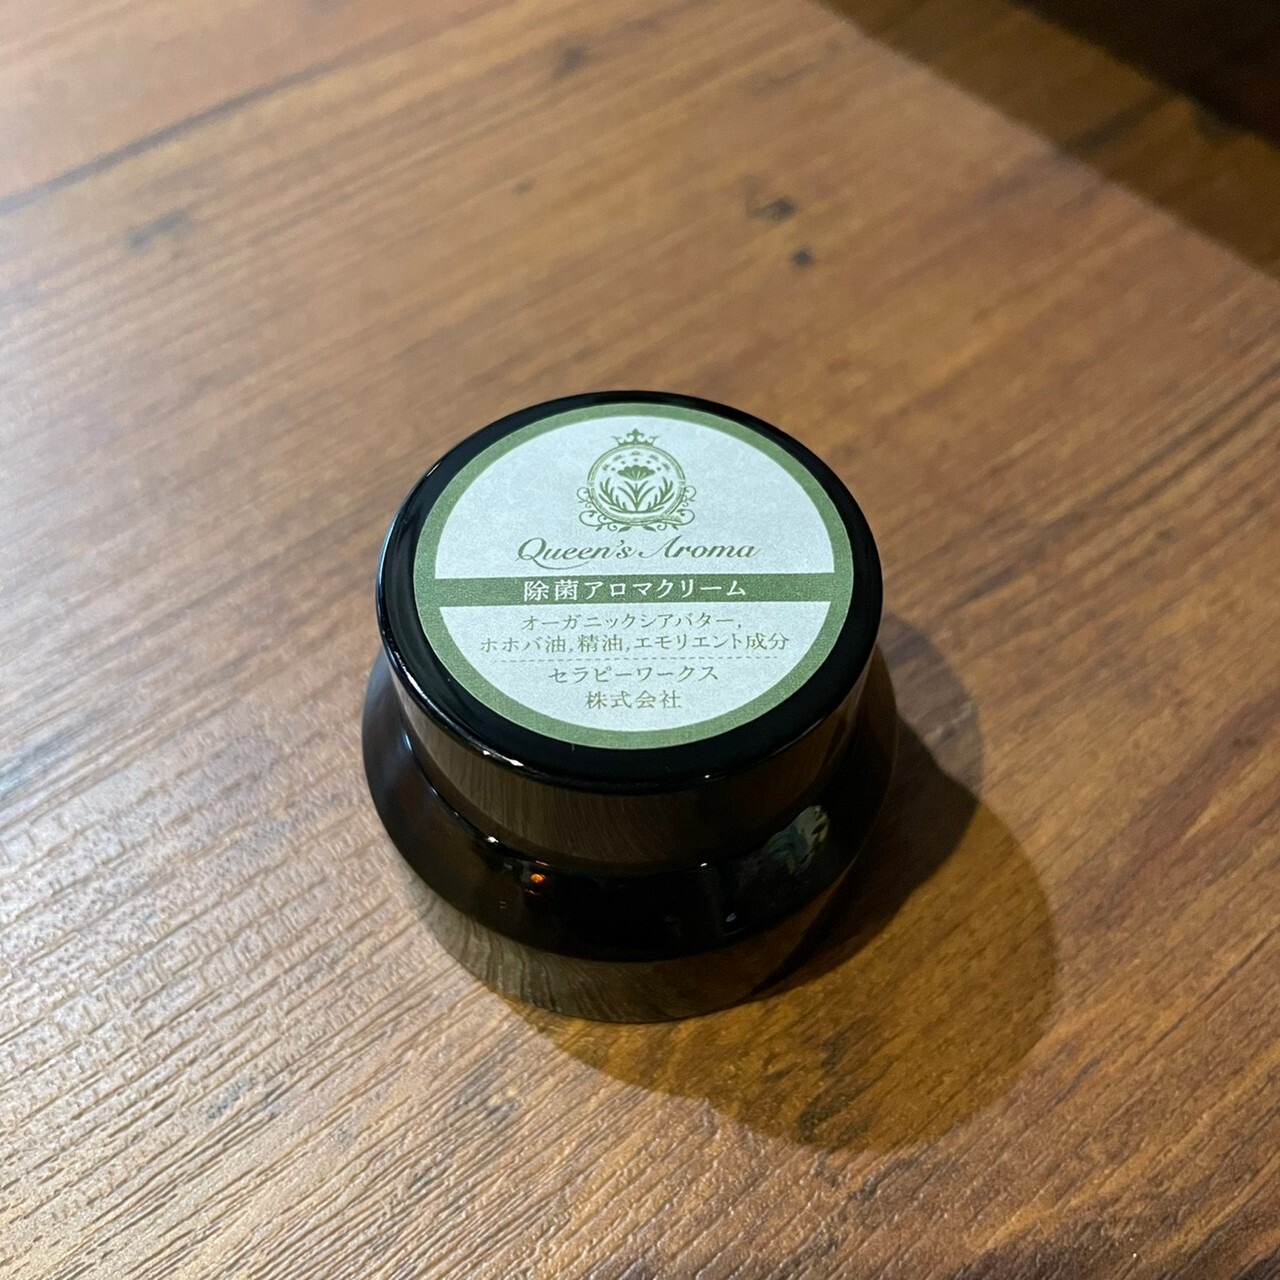 Queen's Aroma
除菌アロマクリーム
オーガニックシアバター,
ホホバ油,精油,エモリエント成分
セラピーワークス
株式会社